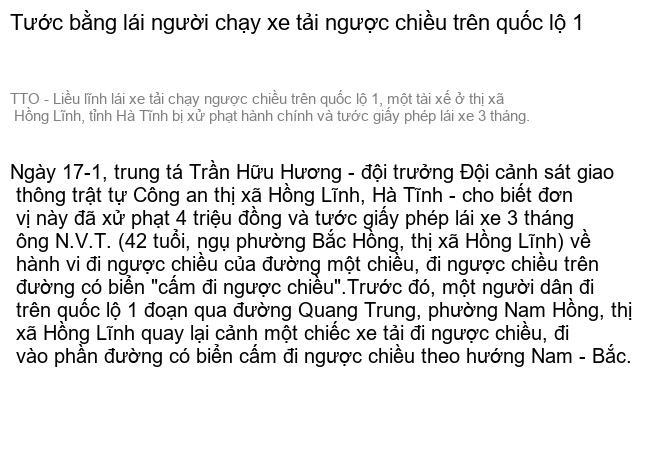 Tước bằng lái người chạy xe tải ngược chiều trên quốc lộ 1
TTO - Liều lĩnh lái xe tải chạy ngược chiều trên quốc lộ 1, một tài xế ở thị xã
Hồng Lĩnh, tỉnh Hà Tĩnh bị xử phạt hành chính và tước giấy phép lái xe 3 tháng.
Ngày 17-1, trung tá Trần Hữu Hương - đội trưởng Đội cảnh sát giao
thông trật tự Công an thị xã Hồng Lĩnh, Hà Tĩnh - cho biết đơn
vị này đã xử phạt 4 triệu đồng và tước giấy phép lái xe 3 tháng
ông N.V.T. (42 tuổi, ngụ phường Bắc Hồng, thị xã Hồng Lĩnh) về
hành vi đi ngược chiều của đường một chiều, đi ngược chiều trên
đường có biển "cấm đi ngược chiều".Trước đó, một người dân đi
trên quốc lộ 1 đoạn qua đường Quang Trung, phường Nam Hồng, thị
xã Hồng Lĩnh quay lại cảnh một chiếc xe tải đi ngược chiều, đi
vào phần đường có biển cấm đi ngược chiều theo hướng Nam - Bắc.